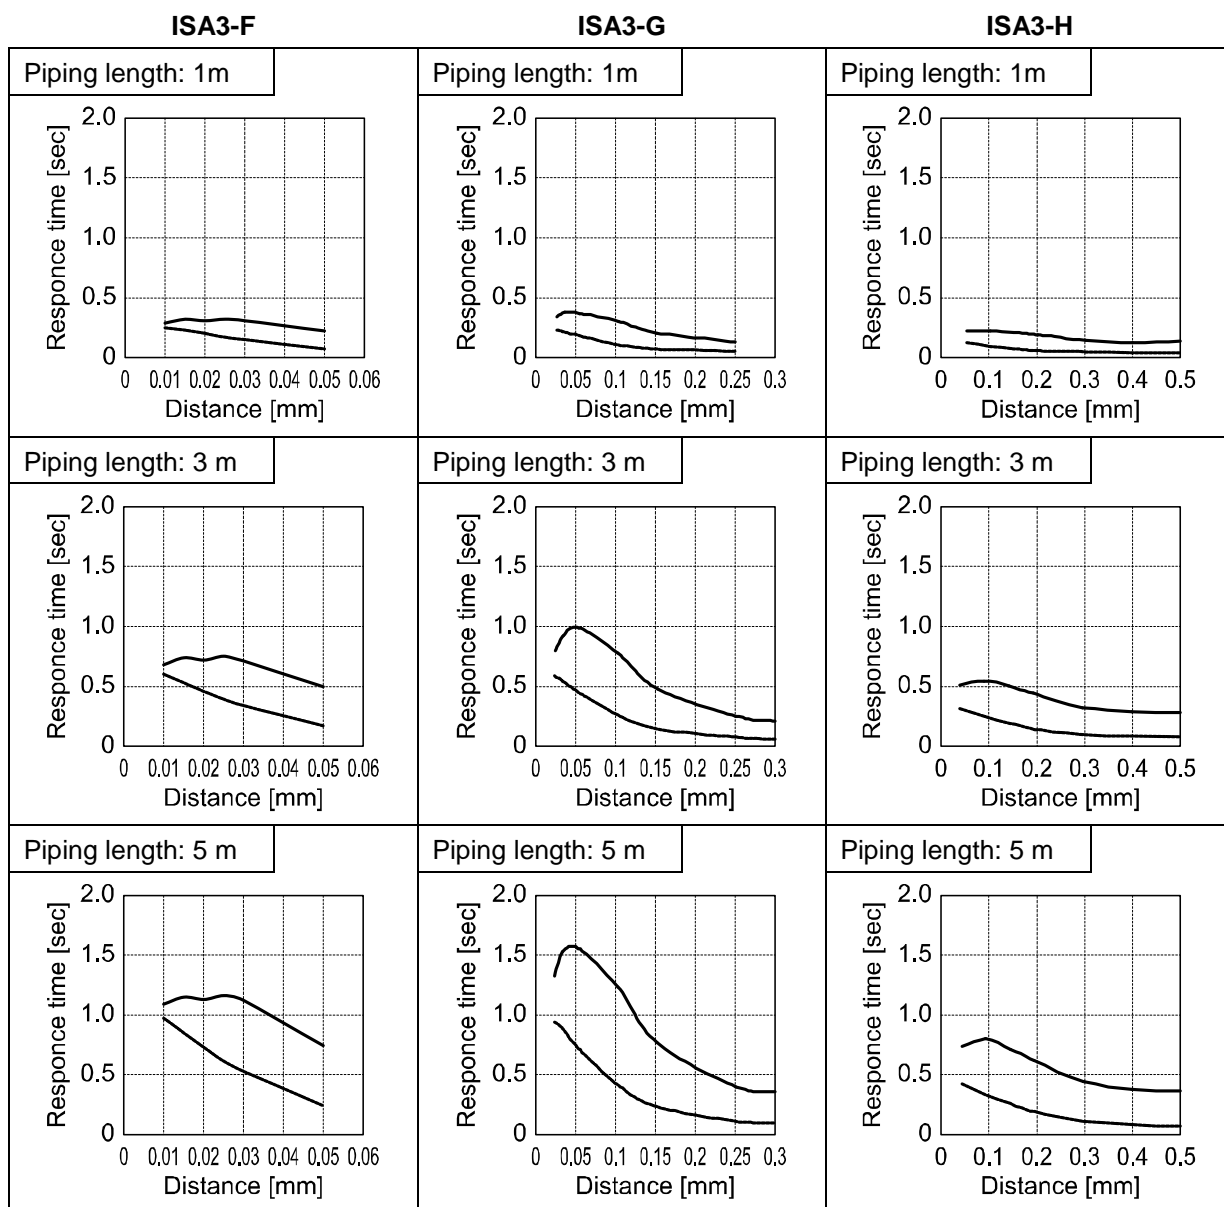 ISA3-F
ISA3-G
ISA3-H
Piping length: 1m
2.0
1.5
1.0
0.5
0
Responce time [sec]
0 0.01 0.02 0.03 0.04 0.05 0.06
Distance [mm]
Piping length: 1m
2.0
1.5
1.0
0.5
0
Responce time [sec]
0 0.05 0.1 0.15 0.2 0.25 0.3
Distance [mm]
Piping length: 1m
2.0
1.5
1.0
0.5
0
Responce time [sec]
0 0.1 0.2 0.3 0.4 0.5
Distance [mm]
Piping length: 3 m
2.0
1.5
1.0
0.5
0
Responce time [sec]
0 0.01 0.02 0.03 0.04 0.05 0.06
Distance [mm]
Piping length: 3 m
2.0
1.5
1.0
0.5
0
Responce time [sec]
0 0.05 0.1 0.15 0.2 0.25 0.3
Distance [mm]
Piping length: 3 m
2.0
1.5
1.0
0.5
0
Responce time [sec]
0 0.1 0.2 0.3 0.4 0.5
Distance [mm]
Piping length: 5 m
2.0
1.5
1.0
0.5
0
Responce time [sec]
0 0.01 0.02 0.03 0.04 0.05 0.06
Distance [mm]
Piping length: 5 m
2.0
1.5
1.0
0.5
0
Responce time [sec]
0 0.05 0.1 0.15 0.2 0.25 0.3
Distance [mm]
Piping length: 5 m
2.0
1.5
1.0
0.5
0
Responce time [sec]
0 0.1 0.2 0.3 0.4 0.5
Distance [mm]